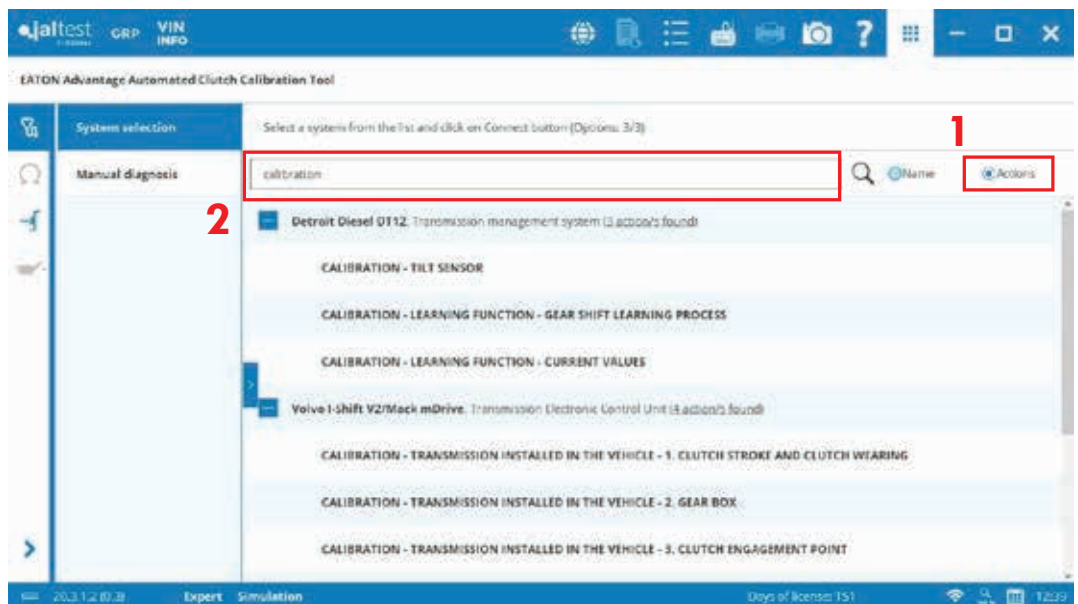 jaltest GRP VIN INFO
EATON Advantage Automated Clutch Calibration Tool
System selection
Select a system from the list and click on Connect button (Options: 3/3)
1
Manual diagnosis
calibration
Name
Actions
2
Detroit Diesel DT12. Transmission management system (3 action/s found)
CALIBRATION - TILT SENSOR
CALIBRATION - LEARNING FUNCTION - GEAR SHIFT LEARNING PROCESS
CALIBRATION - LEARNING FUNCTION - CURRENT VALUES
Volvo I-Shift V2/Mack mDrive. Transmission Electronic Control Unit (4 action/s found)
CALIBRATION - TRANSMISSION INSTALLED IN THE VEHICLE - 1. CLUTCH STROKE AND CLUTCH WEARING
CALIBRATION - TRANSMISSION INSTALLED IN THE VEHICLE - 2. GEAR BOX
CALIBRATION - TRANSMISSION INSTALLED IN THE VEHICLE - 3. CLUTCH ENGAGEMENT POINT
Expert Simulation
Days of license: 151
12:39